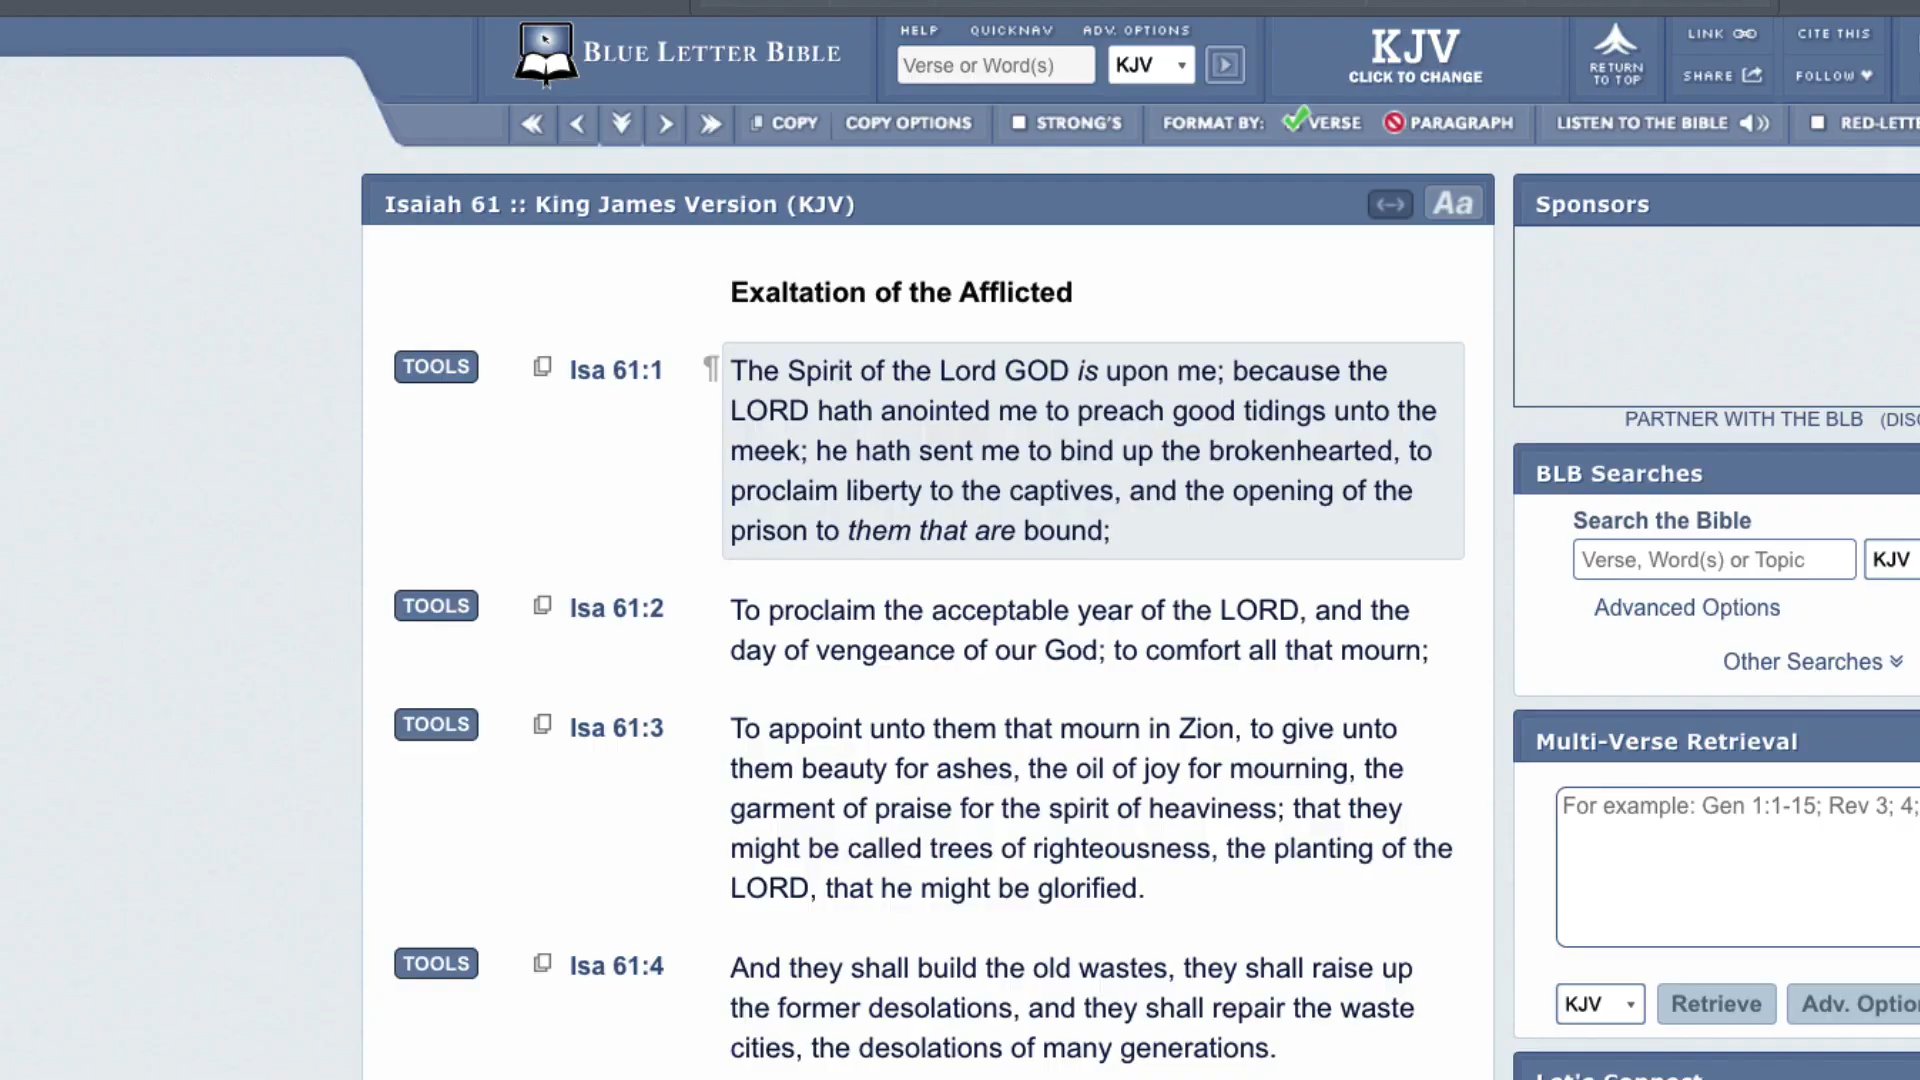 HELP QUICKNAV ADV. OPTIONS
BLUE LETTER BIBLE
Verse or Word(s) KJV
KJV
CLICK TO CHANGE
RETURN
TO TOP
LINK
SHARE
CITE THIS
FOLLOW
COPY COPY OPTIONS STRONG'S FORMAT BY: VERSE PARAGRAPH LISTEN TO THE BIBLE RED-LETTE
Isaiah 61 :: King James Version (KJV) Aa
Exaltation of the Afflicted
TOOLS Isa 61:1 ¶ The Spirit of the Lord GOD is upon me; because the
LORD hath anointed me to preach good tidings unto the
meek; he hath sent me to bind up the brokenhearted, to
proclaim liberty to the captives, and the opening of the
prison to them that are bound;
TOOLS Isa 61:2 To proclaim the acceptable year of the LORD, and the
day of vengeance of our God; to comfort all that mourn;
TOOLS Isa 61:3 To appoint unto them that mourn in Zion, to give unto
them beauty for ashes, the oil of joy for mourning, the
garment of praise for the spirit of heaviness; that they
might be called trees of righteousness, the planting of the
LORD, that he might be glorified.
TOOLS Isa 61:4 And they shall build the old wastes, they shall raise up
the former desolations, and they shall repair the waste
cities, the desolations of many generations.
Sponsors
PARTNER WITH THE BLB (DISC
BLB Searches
Search the Bible
Verse, Word(s) or Topic KJV
Advanced Options
Other Searches
Multi-Verse Retrieval
For example: Gen 1:1-15; Rev 3; 4;
KJV Retrieve Adv. Option
Let's Connect